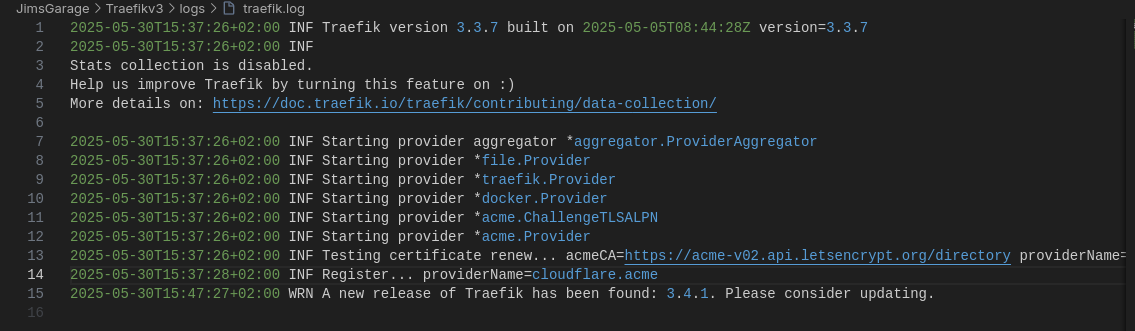 JimsGarage > Traefikv3 > logs > traefik.log
1 2025-05-30T15:37:26+02:00 INF Traefik version 3.3.7 built on 2025-05-05T08:44:28Z version=3.3.7
2 2025-05-30T15:37:26+02:00 INF
3 Stats collection is disabled.
4 Help us improve Traefik by turning this feature on :)
5 More details on: https://doc.traefik.io/traefik/contributing/data-collection/
6
7 2025-05-30T15:37:26+02:00 INF Starting provider aggregator *aggregator.ProviderAggregator
8 2025-05-30T15:37:26+02:00 INF Starting provider *file.Provider
9 2025-05-30T15:37:26+02:00 INF Starting provider *traefik.Provider
10 2025-05-30T15:37:26+02:00 INF Starting provider *docker.Provider
11 2025-05-30T15:37:26+02:00 INF Starting provider *acme.ChallengeTLSALPN
12 2025-05-30T15:37:26+02:00 INF Starting provider *acme.Provider
13 2025-05-30T15:37:26+02:00 INF Testing certificate renew... acmeCA=https://acme-v02.api.letsencrypt.org/directory providerName=
14 2025-05-30T15:37:28+02:00 INF Register... providerName=cloudflare.acme
15 2025-05-30T15:47:27+02:00 WRN A new release of Traefik has been found: 3.4.1. Please consider updating.
16